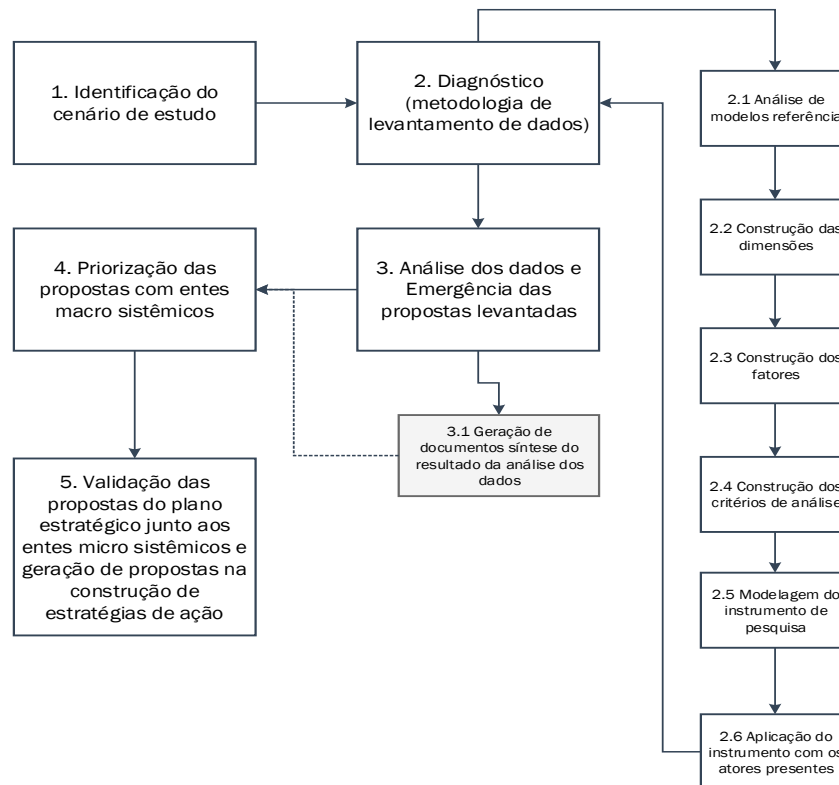 1. Identificação do
cenário de estudo
2. Diagnóstico
(metodologia de
levantamento de dados)
2.1 Análise de
modelos referência
2.2 Construção das
dimensões
2.3 Construção dos
fatores
2.4 Construção dos
critérios de análise
2.5 Modelagem do
instrumento de
pesquisa
2.6 Aplicação do
instrumento com os
atores presentes
3. Análise dos dados e
Emergência das
propostas levantadas
3.1 Geração de
documentos síntese do
resultado da análise dos
dados
4. Priorização das
propostas com entes
macro sistêmicos
5. Validação das
propostas do plano
estratégico junto aos
entes micro sistêmicos e
geração de propostas na
construção de
estratégias de ação